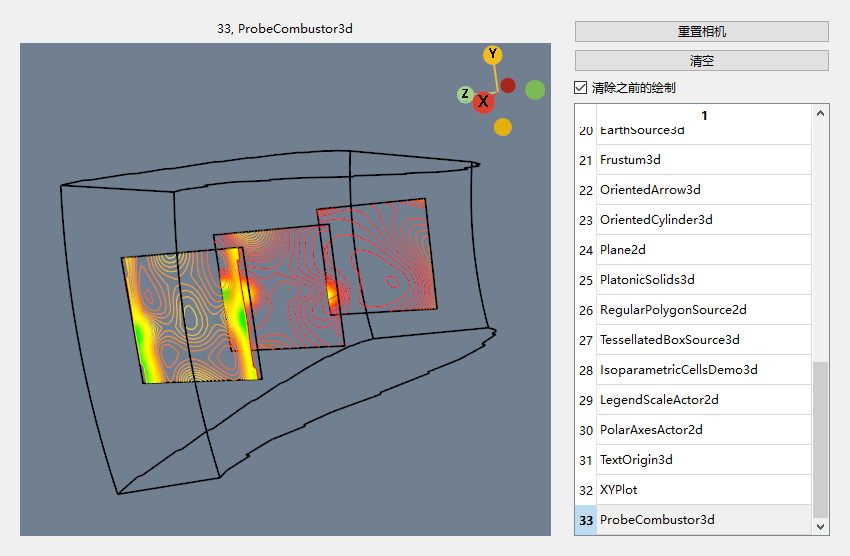 33, ProbeCombustor3d
重置相机
清空
清除之前的绘制
Y
Z
X
1
20 EarthSource3d
21 Frustum3d
22 OrientedArrow3d
23 OrientedCylinder3d
24 Plane2d
25 PlatonicSolids3d
26 RegularPolygonSource2d
27 TessellatedBoxSource3d
28 IsoparametricCellsDemo3d
29 LegendScaleActor2d
30 PolarAxesActor2d
31 TextOrigin3d
32 XYPlot
33 ProbeCombustor3d